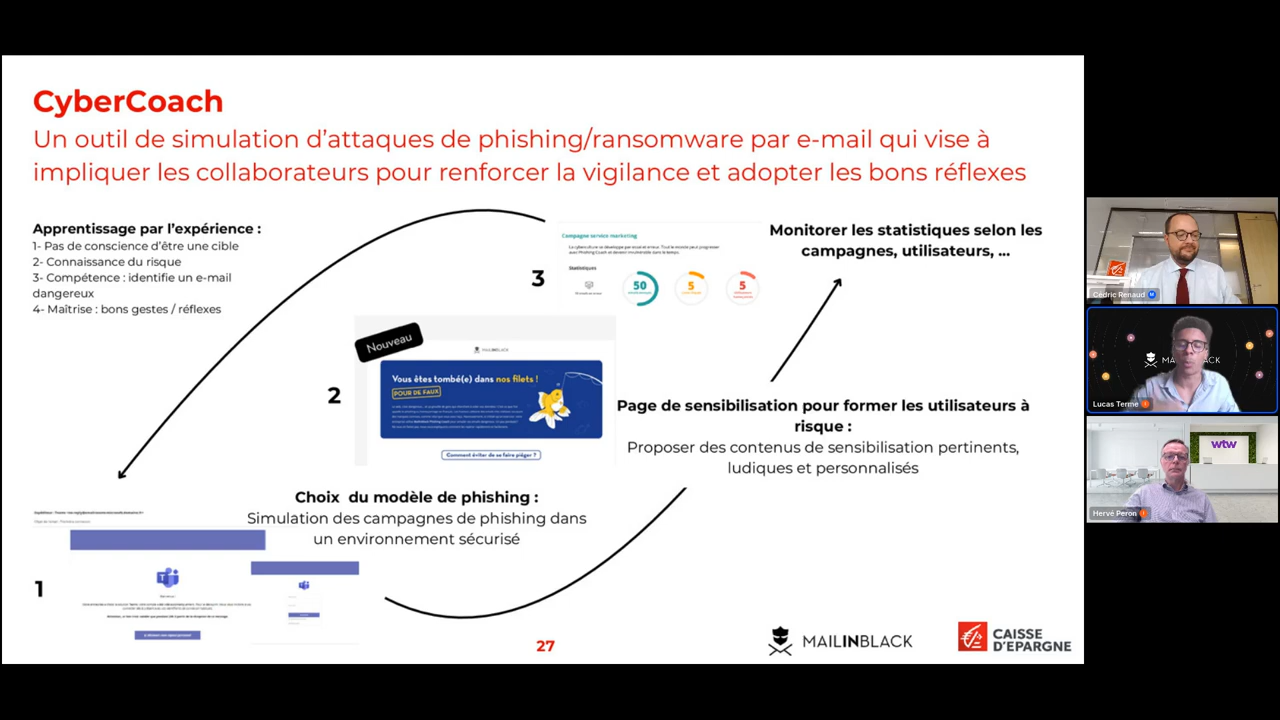 CyberCoach
Un outil de simulation d'attaques de phishing/ransomware par e-mail qui vise à
impliquer les collaborateurs pour renforcer la vigilance et adopter les bons réflexes
Apprentissage par l'expérience :
1- Pas de conscience d'être une cible
2- Connaissance du risque
3- Compétence : identifie un e-mail
dangereux
4- Maîtrise : bons gestes / réflexes
3
Campagne service marketing
Statistiques
50
5
5
Monitorer les statistiques selon les
campagnes, utilisateurs, ...
2
Nouveau
MAILINBLACK
Vous êtes tombé(e) dans nos filets !
POUR DE FAUX
Comment éviter de se faire piéger ?
Page de sensibilisation pour former les utilisateurs à
risque :
Proposer des contenus de sensibilisation pertinents,
ludiques et personnalisés
Choix du modèle de phishing :
Simulation des campagnes de phishing dans
un environnement sécurisé
1
27
MAILINBLACK
CAISSE
D'EPARGNE
Cédric Renaud
Lucas Terme
wtw
Hervé Peron